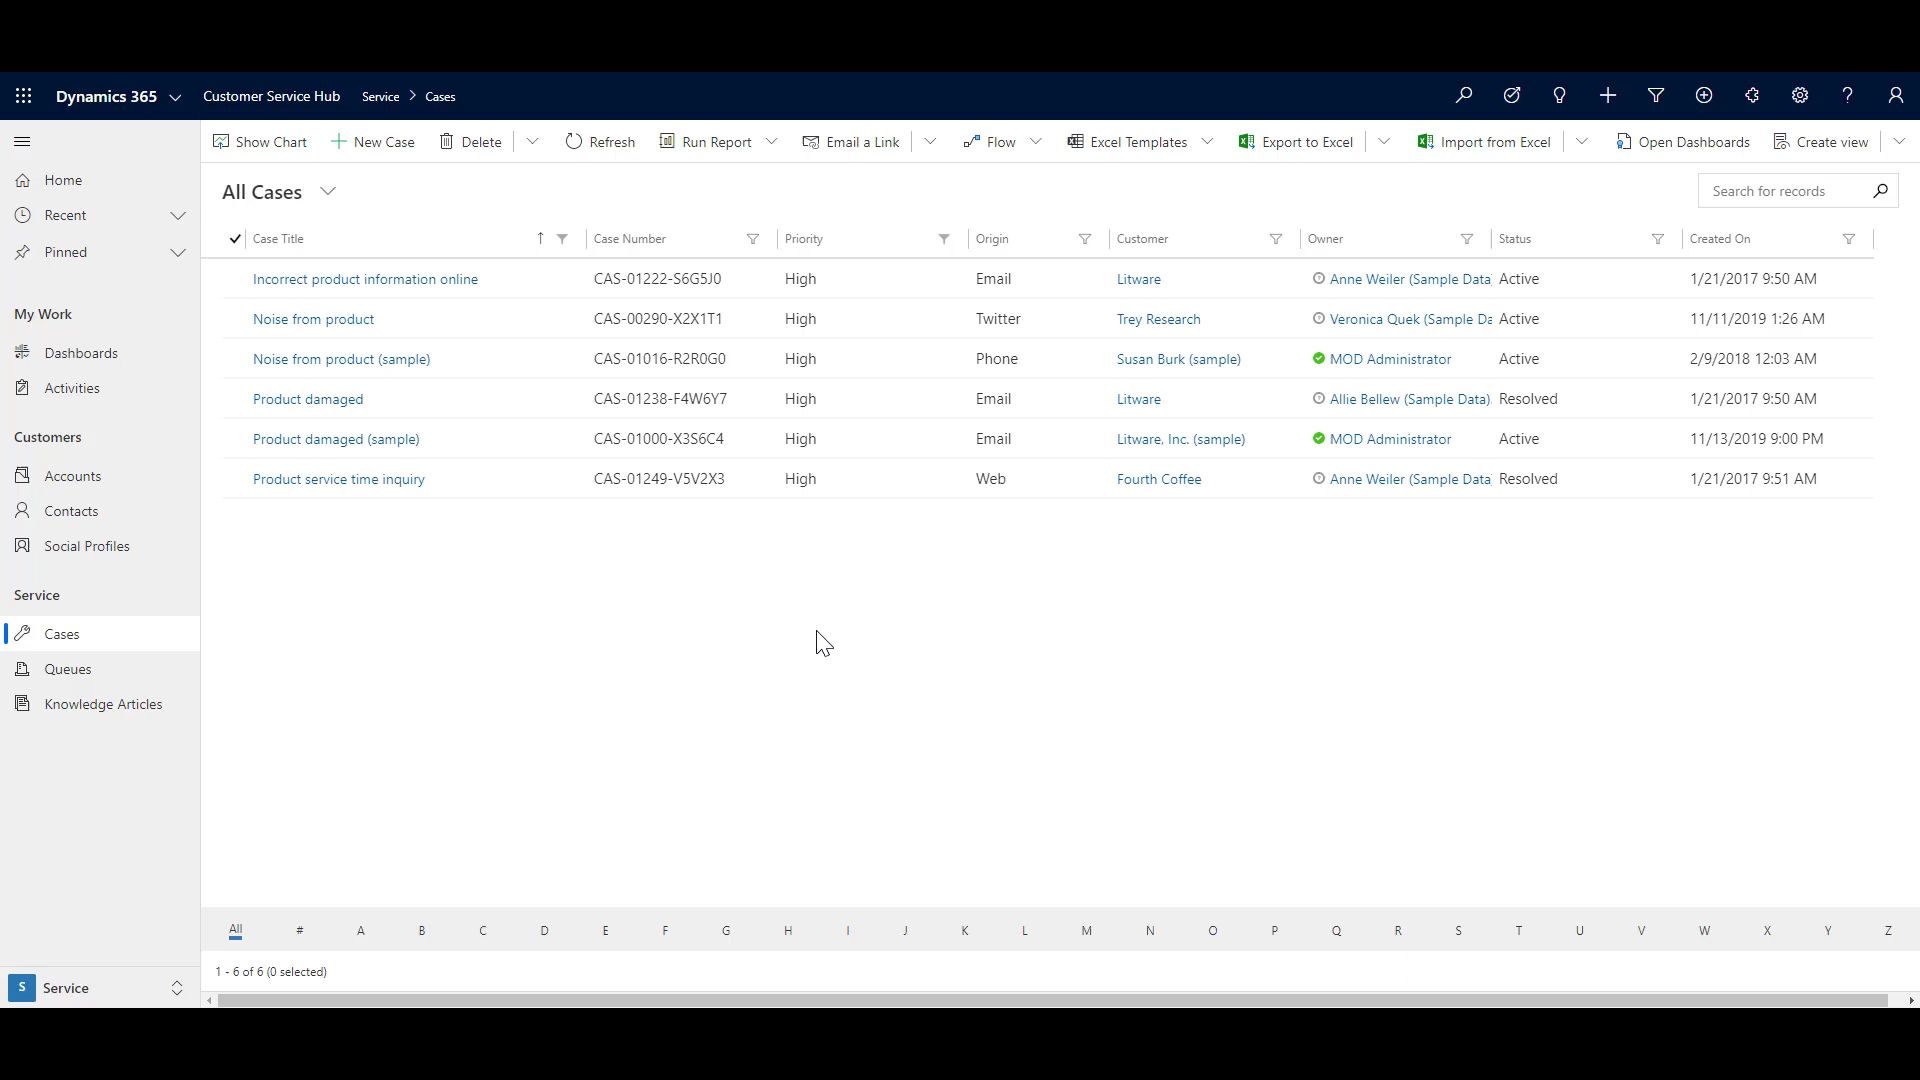 Dynamics 365 Customer Service Hub Service > Cases
Show Chart New Case Delete Refresh Run Report Email a Link Flow Excel Templates Export to Excel Import from Excel Open Dashboards Create view
Home
Recent
Pinned
My Work
Dashboards
Activities
Customers
Accounts
Contacts
Social Profiles
Service
Cases
Queues
Knowledge Articles
S Service
All Cases
Search for records
Case Title Case Number Priority Origin Customer Owner Status Created On
Incorrect product information online CAS-01222-S6G5J0 High Email Litware Anne Weiler (Sample Data) Active 1/21/2017 9:50 AM
Noise from product CAS-00290-X2X1T1 High Twitter Trey Research Veronica Quek (Sample Da Active 11/11/2019 1:26 AM
Noise from product (sample) CAS-01016-R2R0G0 High Phone Susan Burk (sample) MOD Administrator Active 2/9/2018 12:03 AM
Product damaged CAS-01238-F4W6Y7 High Email Litware Allie Bellew (Sample Data) Resolved 1/21/2017 9:50 AM
Product damaged (sample) CAS-01000-X3S6C4 High Email Litware, Inc. (sample) MOD Administrator Active 11/13/2019 9:00 PM
Product service time inquiry CAS-01249-V5V2X3 High Web Fourth Coffee Anne Weiler (Sample Data) Resolved 1/21/2017 9:51 AM
All # A B C D E F G H I J K L M N O P Q R S T U V W X Y Z
1 - 6 of 6 (0 selected)